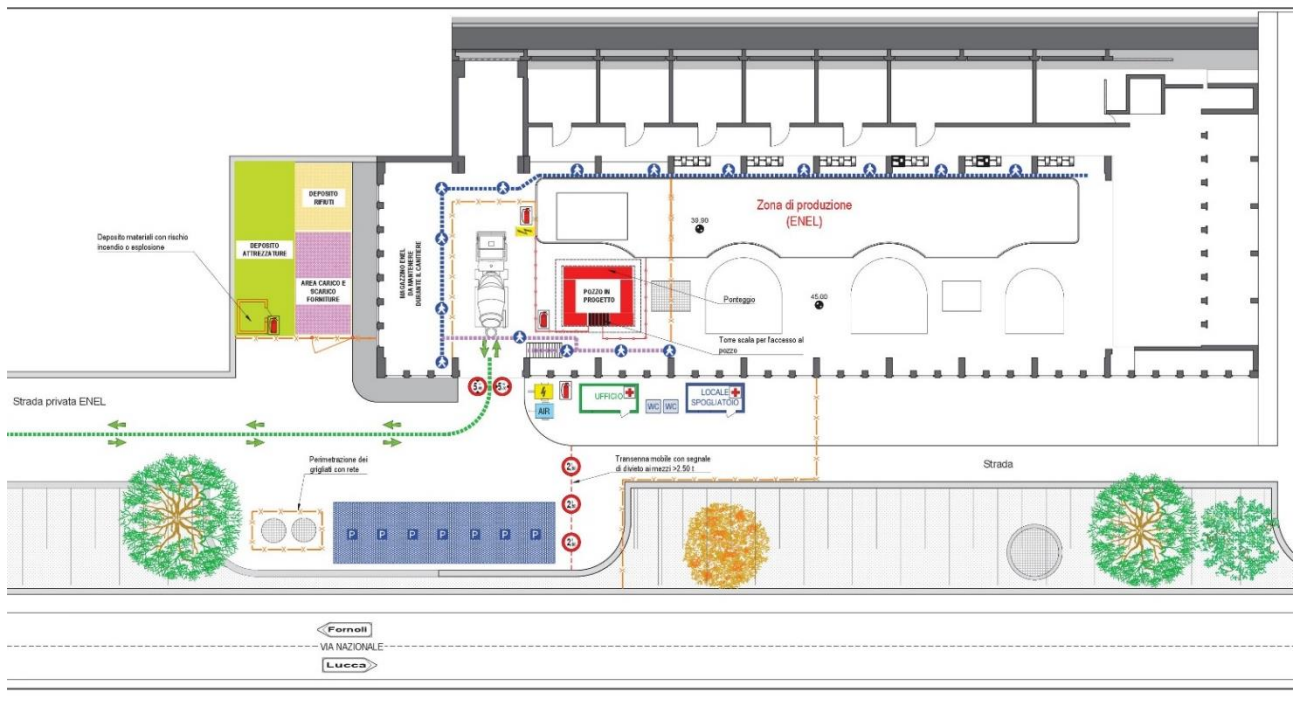 DEPOSITO
RIFIUTI
Deposito materiali con rischio
incendio o esplosione
DEPOSITO
ATTREZZATURE
AREA CARICO E
SCARICO
FORNITURE
MAGAZZINO ENEL
DA MANTENERE
DURANTE IL CANTIERE
Zona di produzione
(ENEL)
39.90
45.00
POZZO IN
PROGETTO
Ponteggio
Torre scala per l'accesso al
pozzo
AIR
UFFICIO
WC
WC
LOCALE
SPOGLIATOIO
Strada privata ENEL
Perimetrazione dei
grigliati con rete
Transenna mobile con segnale
di divieto ai mezzi >2.50 t
Strada
P
P
P
P
P
P
P
Fornoli
VIA NAZIONALE
Lucca